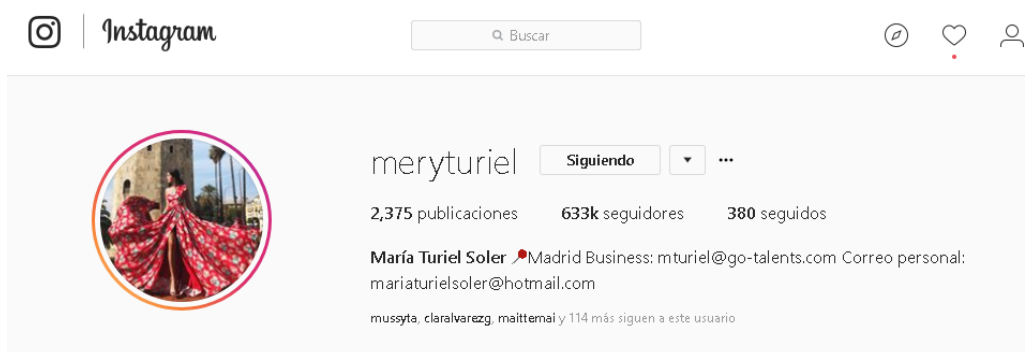 Instagram
Buscar
meryturiel Siguiendo
2,375 publicaciones 633k seguidores 380 seguidos
María Turiel Soler 📍Madrid Business: mturiel@go-talents.com Correo personal:
mariaturielsoler@hotmail.com
mussyta, claralvarezg, maittemai y 114 más siguen a este usuario